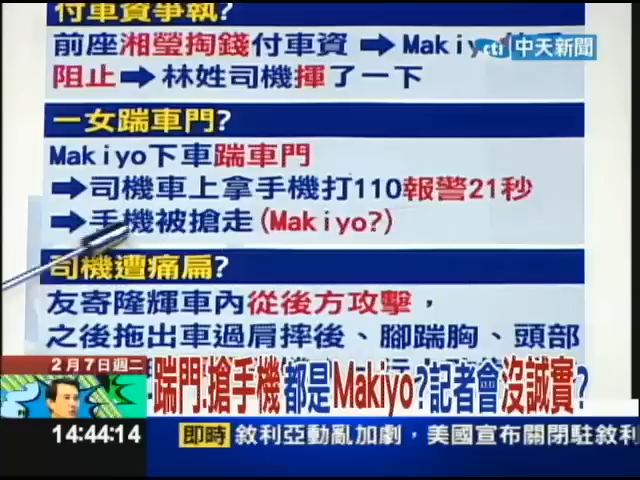 付車資爭執?
前座湘瑩掏錢付車資➡Maki
cti 中天新聞
阻止➡林姓司機揮了一下
一女踹車門?
Makiyo下車踹車門
➡司機車上拿手機打110報警21秒
➡手機被搶走(Makiyo?)
司機遭痛扁?
友寄隆輝車內從後方攻擊，
之後拖出車過肩摔後、腳踹胸、頭部
2月7日週二
踹門!搶手機都是Makiyo?記者會沒誠實?
14:44:14
即時 敘利亞動亂加劇，美國宣布關閉駐敘利